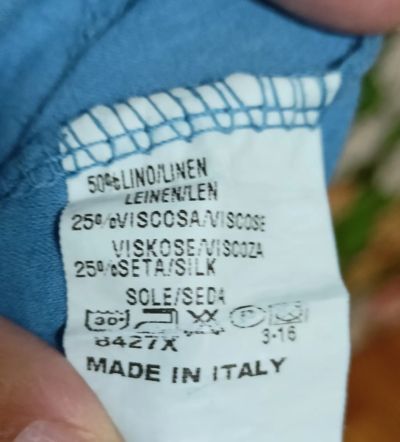 50%LINO/LINEN
LEINEN/LEN
25%VISCOSA/VISCOSE
VISKOSE/VISCOZA
25%SETA/SILK
SOLE/SEDA
30° P
8427X 3-16
MADE IN ITALY